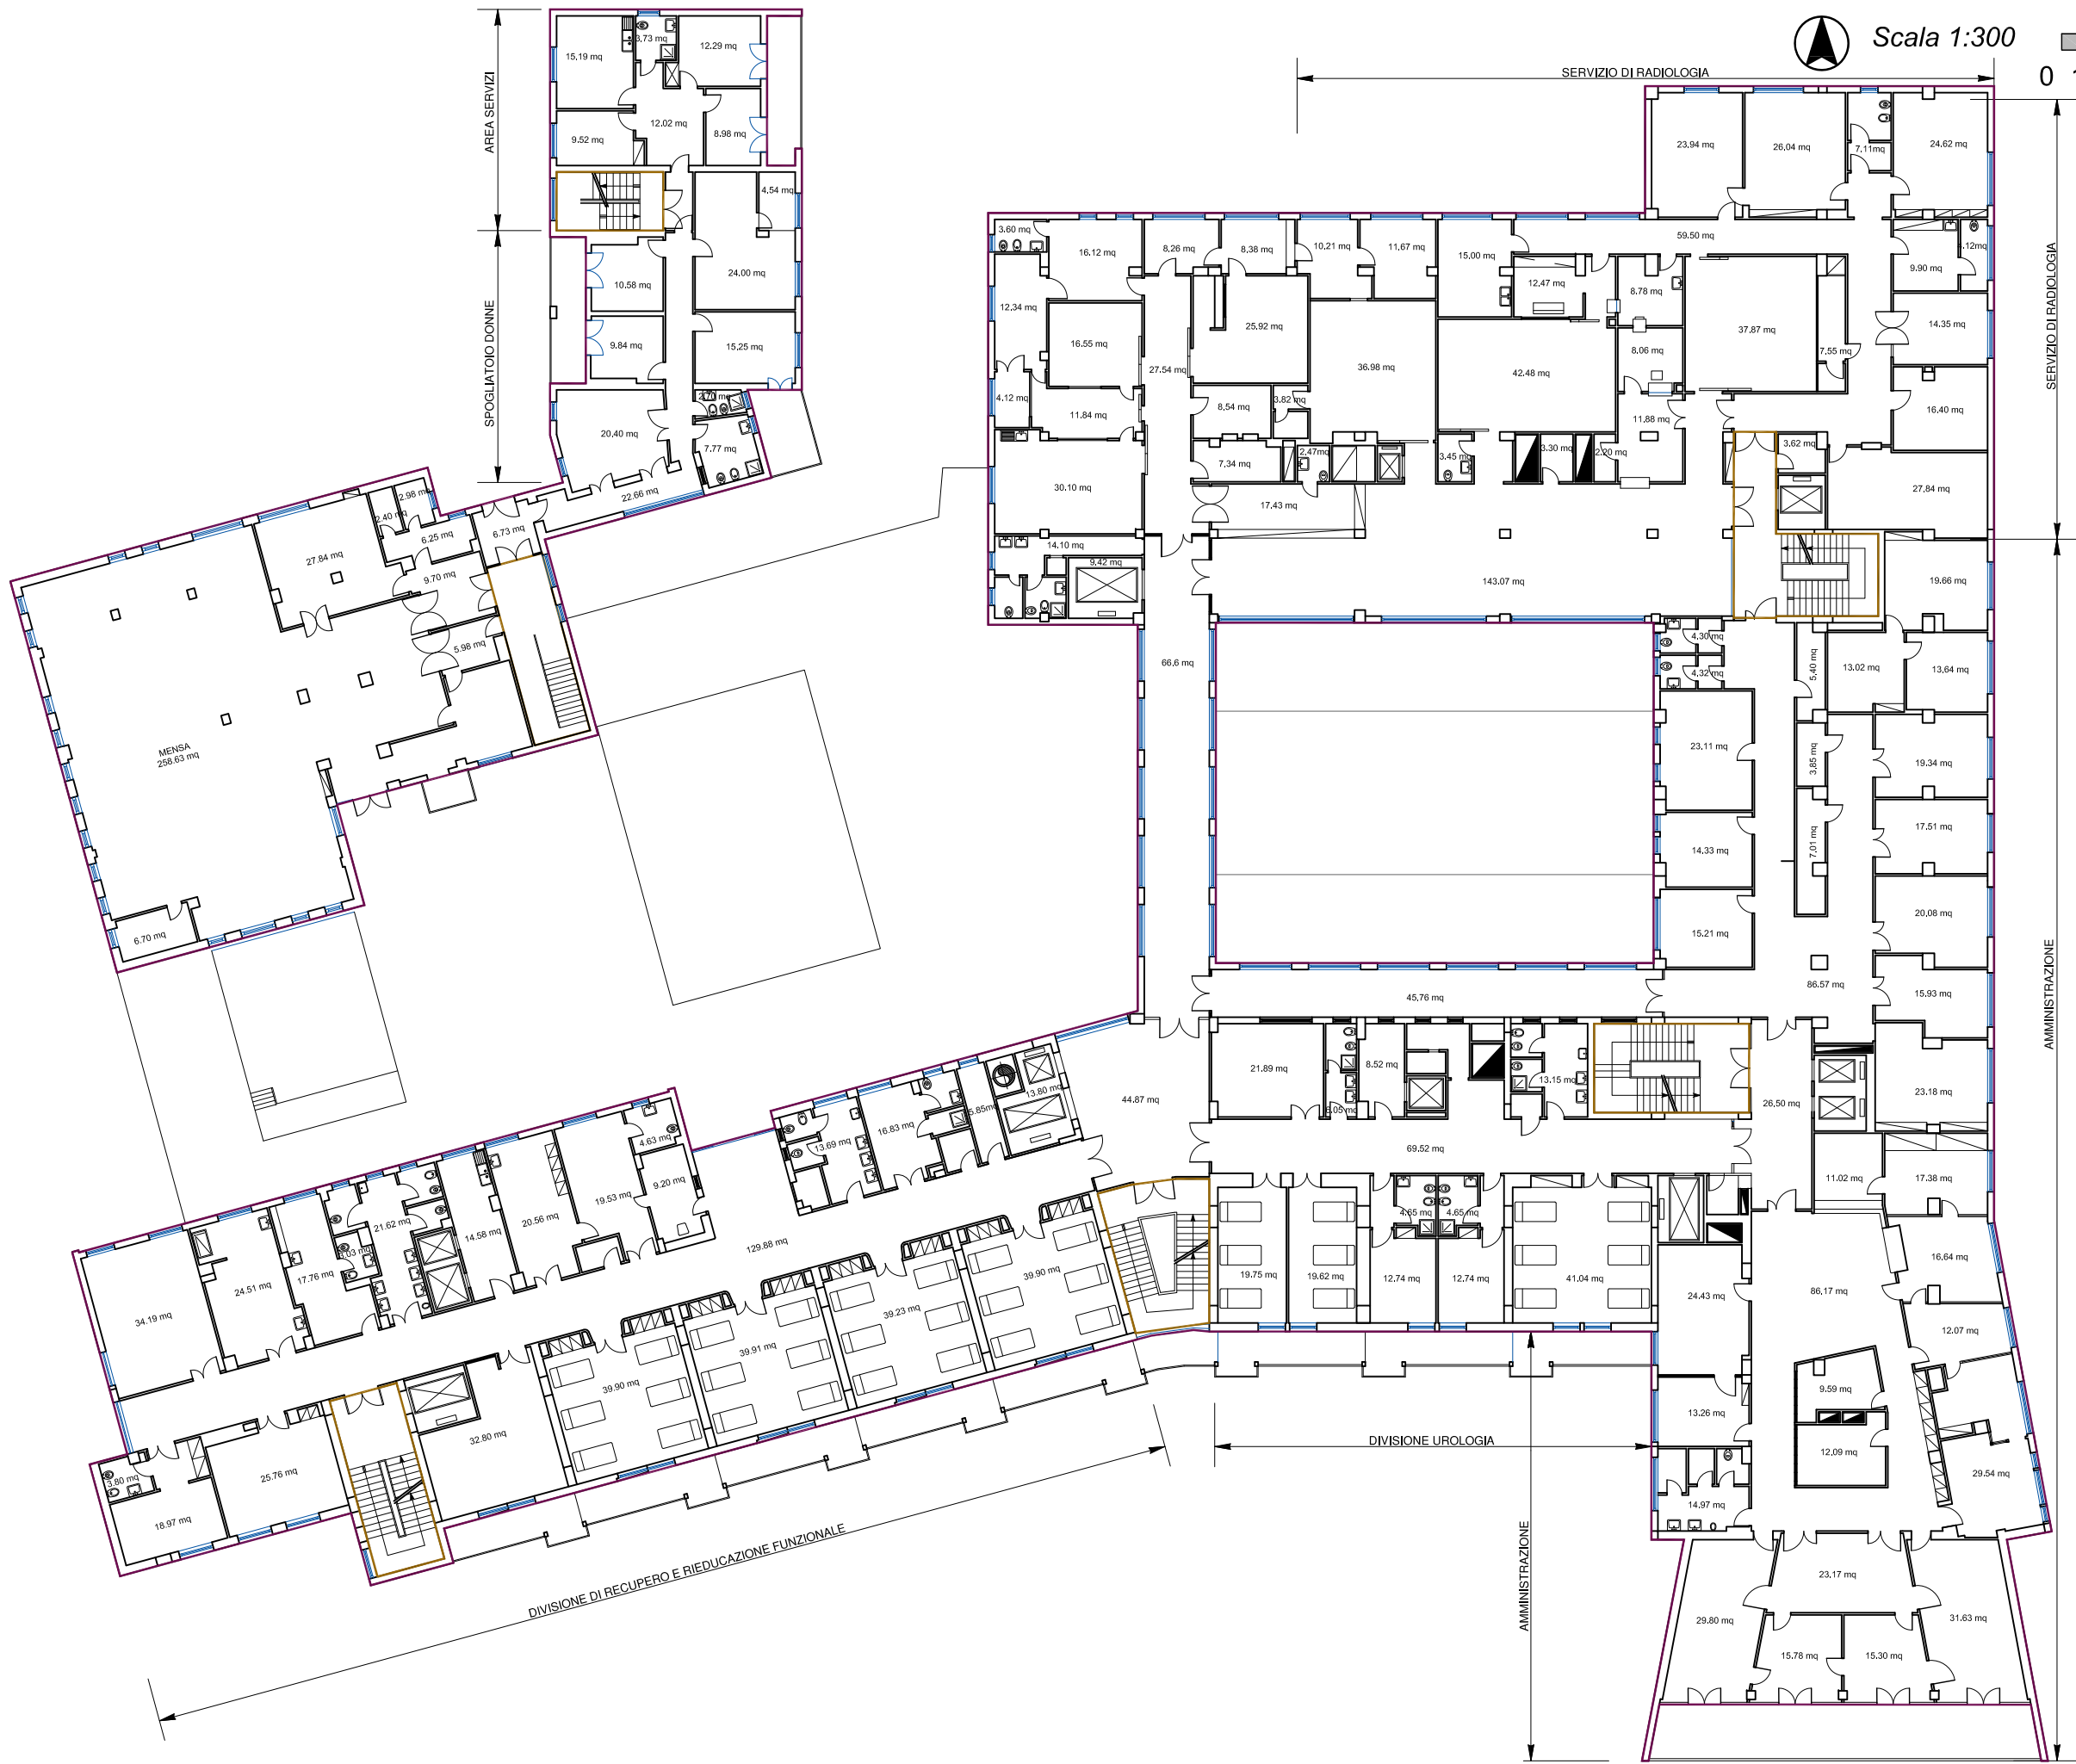 Scala 1:300
0 1
SERVIZIO DI RADIOLOGIA
AREA SERVIZI
15,19 mq
3,73 mq
12.29 mq
12.02 mq
9.52 mq
8.98 mq
4,54 mq
SPOGLIATOIO DONNE
24.00 mq
10.58 mq
9.84 mq
15,25 mq
2.70 mq
20,40 mq
7.77 mq
22.66 mq
6.73 mq
2.98 mq
2.40 mq
6.25 mq
27.84 mq
9.70 mq
5.98 mq
MENSA
258.63 mq
6.70 mq
23,94 mq
26,04 mq
7,11mq
24.62 mq
59.50 mq
9.90 mq
SERVIZIO DI RADIOLOGIA
3.60 mq
16.12 mq
8,26 mq
8,38 mq
10,21 mq
11,67 mq
15,00 mq
12,47 mq
8.78 mq
12,34 mq
16.55 mq
25.92 mq
27.54 mq
36.98 mq
42.48 mq
8.06 mq
37.87 mq
7,55 mq
14.35 mq
4.12 mq
11.84 mq
8,54 mq
3,82 mq
11,88 mq
16.40 mq
7,34 mq
2,47mq
3.45 mq
3.30 mq
2,20 mq
3,62 mq
27,84 mq
30.10 mq
17,43 mq
14.10 mq
9,42 mq
143.07 mq
19.66 mq
66,6 mq
4,30mq
4,32mq
5,40 mq
13.02 mq
13,64 mq
23,11 mq
3,85 mq
19.34 mq
14,33 mq
7,01 mq
17,51 mq
15.21 mq
20,08 mq
AMMINISTRAZIONE
86.57 mq
15,93 mq
45,76 mq
21.89 mq
8.52 mq
6.05 mq
13.15 mq
26,50 mq
23.18 mq
44.87 mq
69.52 mq
11.02 mq
17.38 mq
13,80 mq
5,85mq
16.83 mq
13.69 mq
4.63 mq
9.20 mq
19.53 mq
20.56 mq
14.58 mq
21.62 mq
17.76 mq
24.51 mq
34.19 mq
129.88 mq
39.90 mq
39.23 mq
39.91 mq
39.90 mq
32.80 mq
25.76 mq
3.80 mq
18.97 mq
19.75 mq
19.62 mq
4.65 mq
4.65 mq
12.74 mq
12.74 mq
41.04 mq
24.43 mq
86,17 mq
16.64 mq
12.07 mq
9.59 mq
13.26 mq
12,09 mq
29.54 mq
14.97 mq
DIVISIONE UROLOGIA
DIVISIONE DI RECUPERO E RIEDUCAZIONE FUNZIONALE
AMMINISTRAZIONE
23,17 mq
29.80 mq
31.63 mq
15.78 mq
15.30 mq